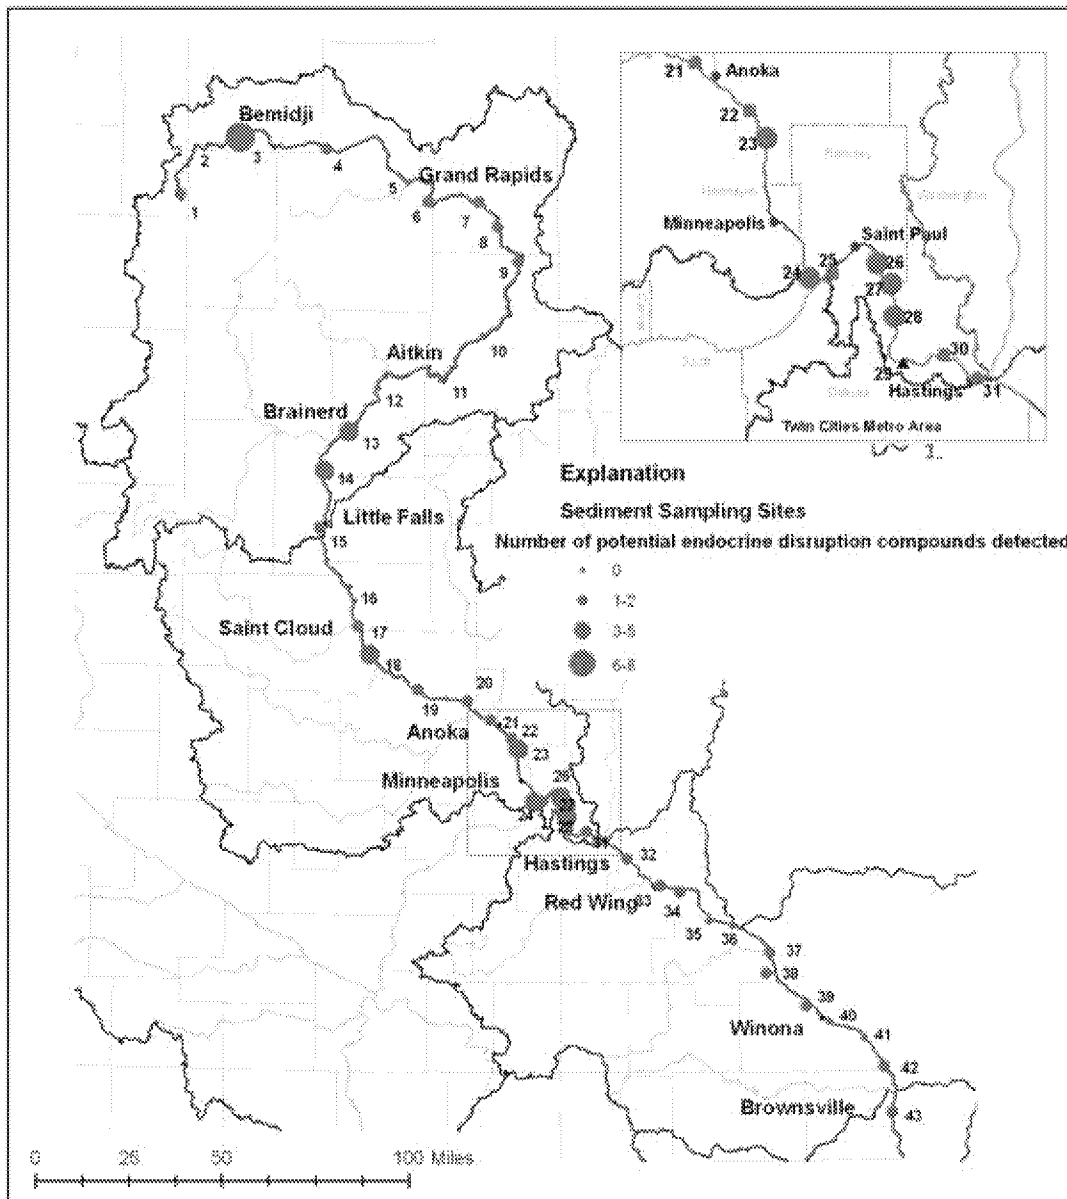 Bemidji
2
3
4
1
5
Grand Rapids
6
7
8
9
10
Aitkin
11
12
Brainerd
13
14
Little Falls
15
16
Saint Cloud
17
18
19
20
Anoka
21
22
23
Minneapolis
26
24
Hastings
32
Red Wing
33
34
35
36
37
38
39
Winona
40
41
42
Brownsville
43
0 25 50 100 Miles
21
Anoka
22
23
Minneapolis
Saint Paul
24
25
26
27
28
29
30
Hastings
31
Twin Cities Metro Area
Explanation
Sediment Sampling Sites
Number of potential endocrine disruption compounds detected
0
1-2
3-5
6-8